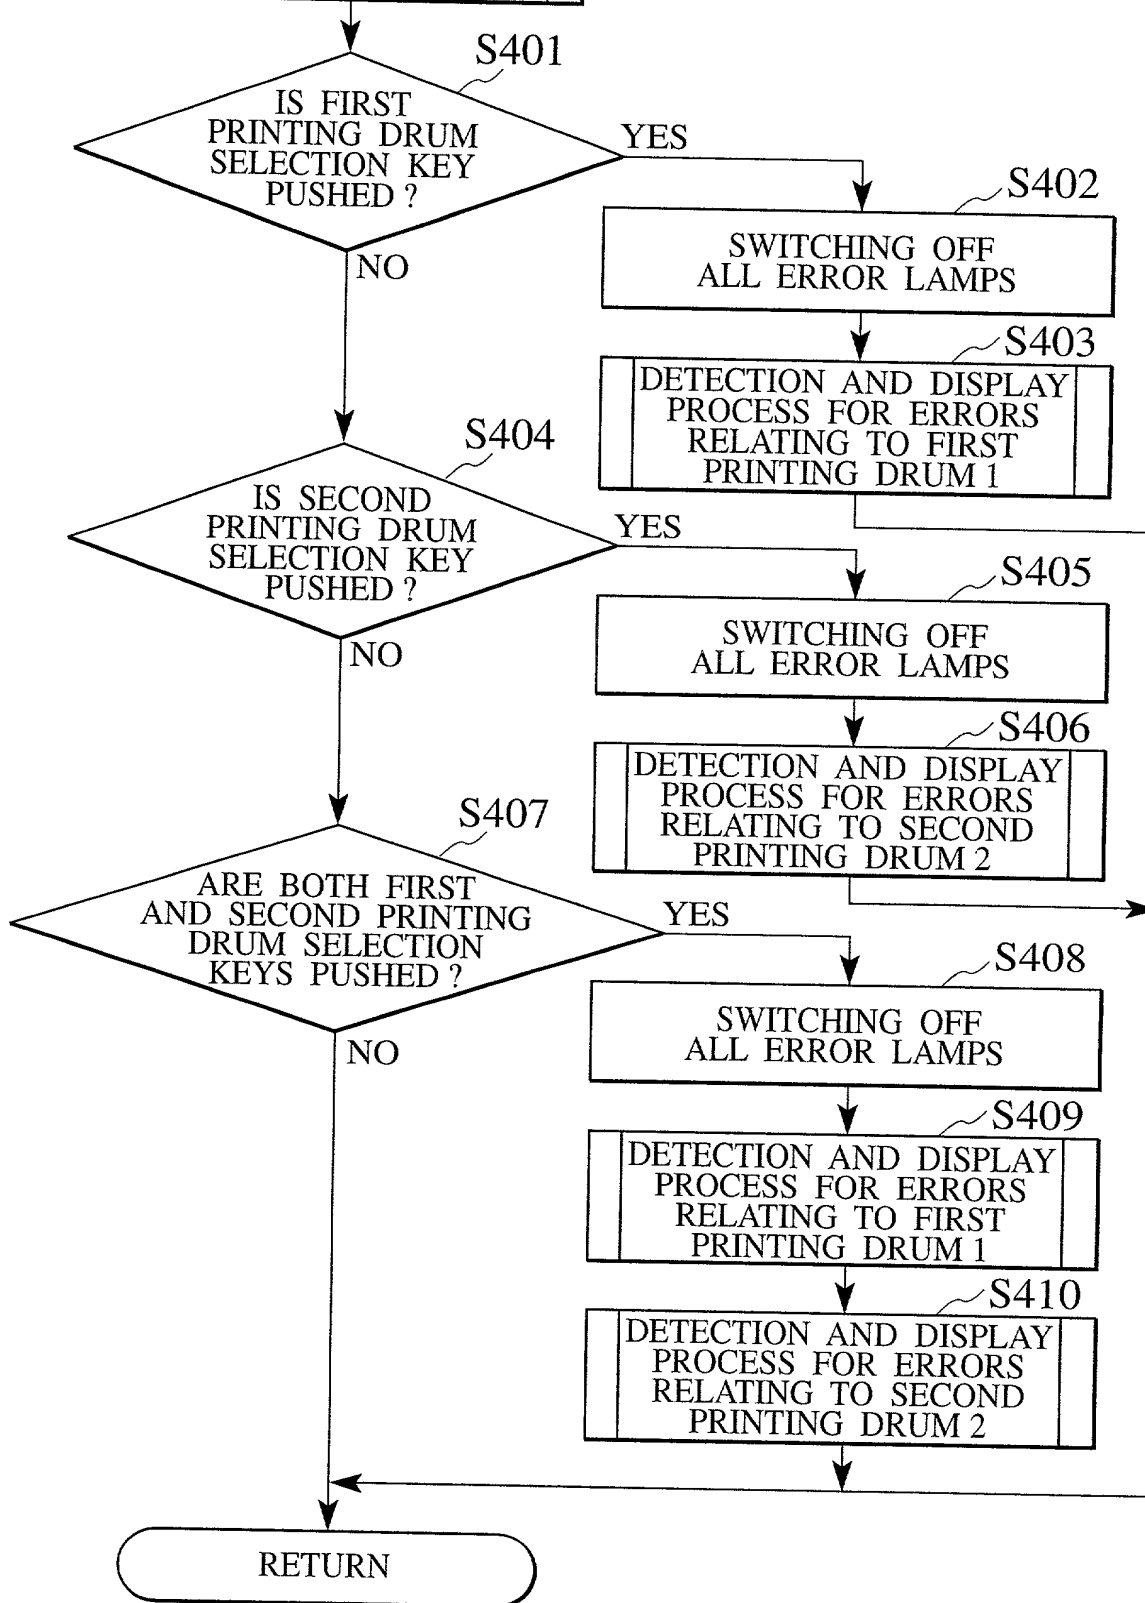 S401
IS FIRST
PRINTING DRUM
SELECTION KEY
PUSHED ?
YES
NO
S402
SWITCHING OFF
ALL ERROR LAMPS
S403
DETECTION AND DISPLAY
PROCESS FOR ERRORS
RELATING TO FIRST
PRINTING DRUM 1
S404
IS SECOND
PRINTING DRUM
SELECTION KEY
PUSHED ?
YES
NO
S405
SWITCHING OFF
ALL ERROR LAMPS
S406
DETECTION AND DISPLAY
PROCESS FOR ERRORS
RELATING TO SECOND
PRINTING DRUM 2
S407
ARE BOTH FIRST
AND SECOND PRINTING
DRUM SELECTION
KEYS PUSHED ?
YES
NO
S408
SWITCHING OFF
ALL ERROR LAMPS
S409
DETECTION AND DISPLAY
PROCESS FOR ERRORS
RELATING TO FIRST
PRINTING DRUM 1
S410
DETECTION AND DISPLAY
PROCESS FOR ERRORS
RELATING TO SECOND
PRINTING DRUM 2
RETURN